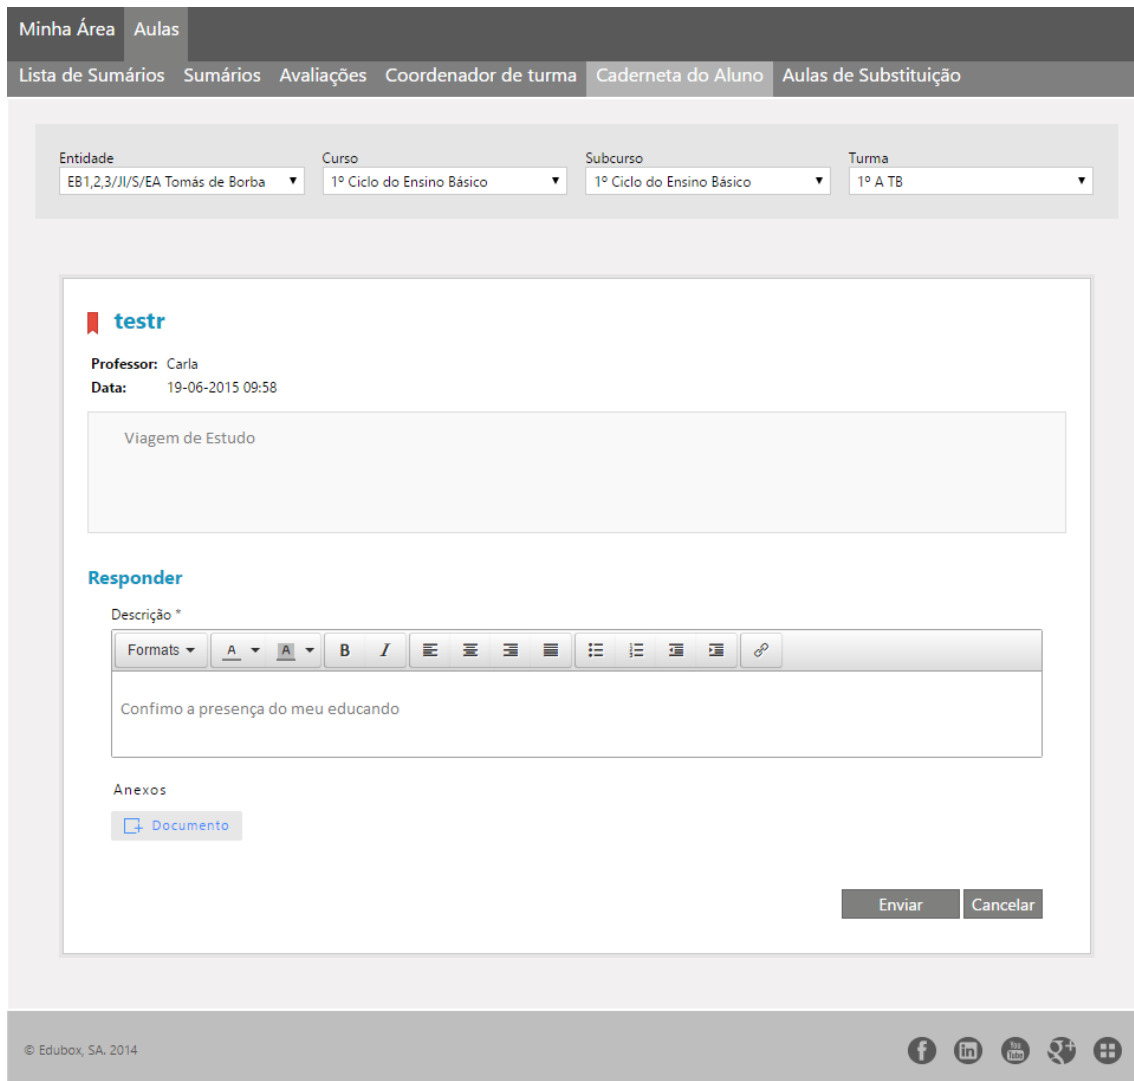 Minha Área Aulas
Lista de Sumários Sumários Avaliações Coordenador de turma Caderneta do Aluno Aulas de Substituição
Entidade Curso Subcurso Turma
EB1,2,3/JI/S/EA Tomás de Borba 1º Ciclo do Ensino Básico 1º Ciclo do Ensino Básico 1º A TB
testr
Professor: Carla
Data: 19-06-2015 09:58
Viagem de Estudo
Responder
Descrição *
Formats A A B I
Confimo a presença do meu educando
Anexos
Documento
Enviar Cancelar
© Edubox, SA. 2014